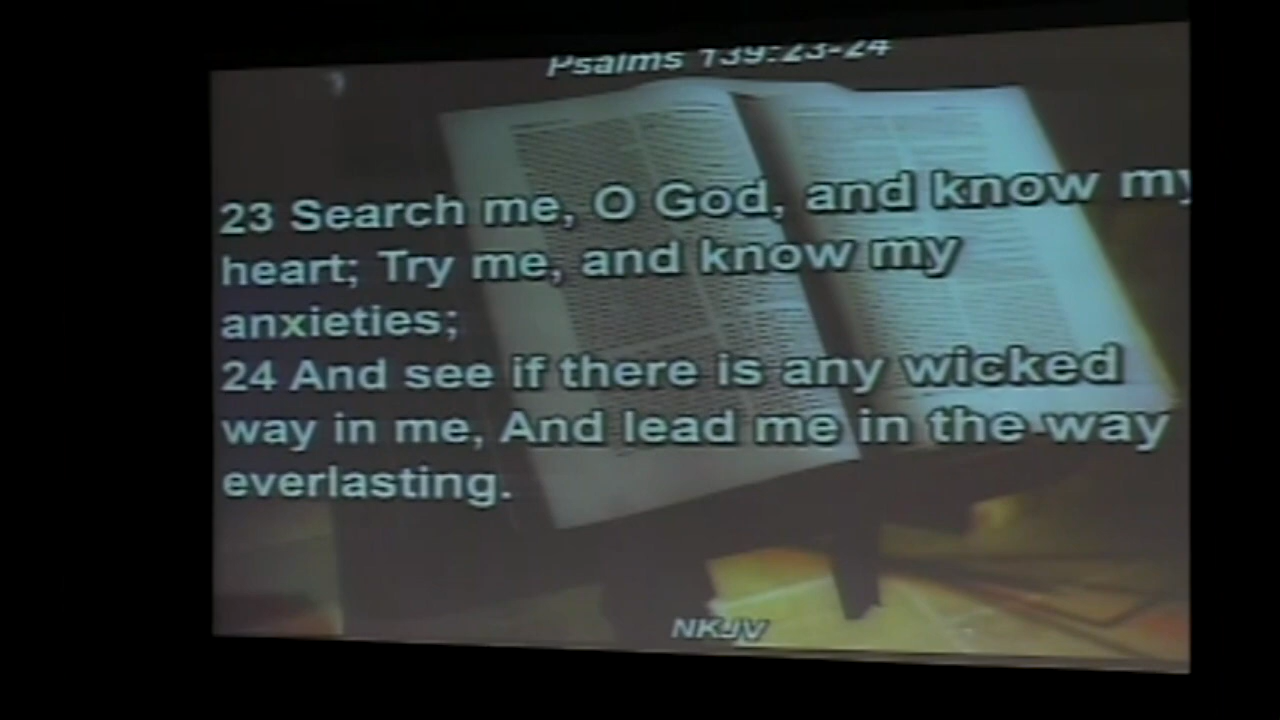 Psalms 139:23-24
23 Search me, O God, and know my
heart; Try me, and know my
anxieties;
24 And see if there is any wicked
way in me, And lead me in the way
everlasting.
NKJV